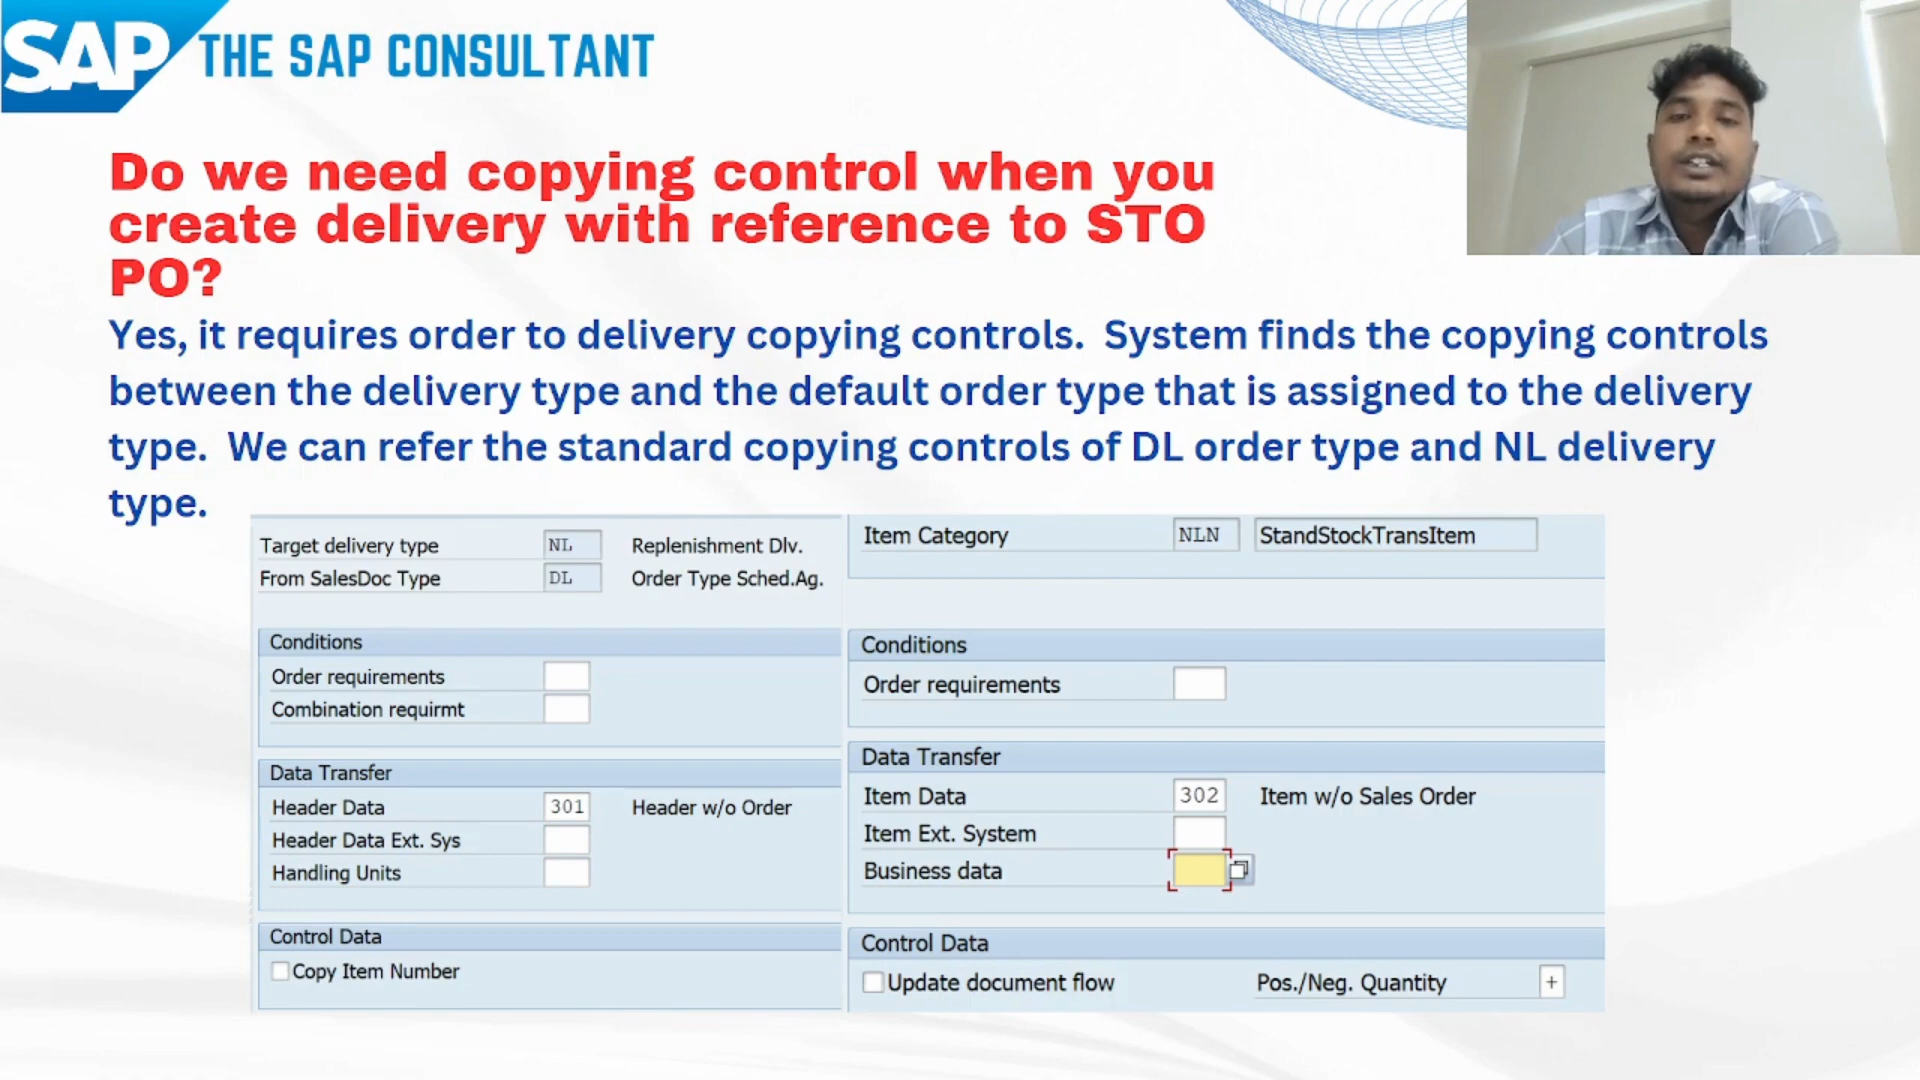 SAP THE SAP CONSULTANT
Do we need copying control when you
create delivery with reference to STO
PO?
Yes, it requires order to delivery copying controls. System finds the copying controls
between the delivery type and the default order type that is assigned to the delivery
type. We can refer the standard copying controls of DL order type and NL delivery
type.
Target delivery type NL Replenishment Dlv.
From SalesDoc Type DL Order Type Sched.Ag.
Conditions
Order requirements
Combination requirmt
Data Transfer
Header Data 301 Header w/o Order
Header Data Ext. Sys
Handling Units
Control Data
Copy Item Number
Item Category NLN StandStockTransItem
Conditions
Order requirements
Data Transfer
Item Data 302 Item w/o Sales Order
Item Ext. System
Business data
Control Data
Update document flow Pos./Neg. Quantity +